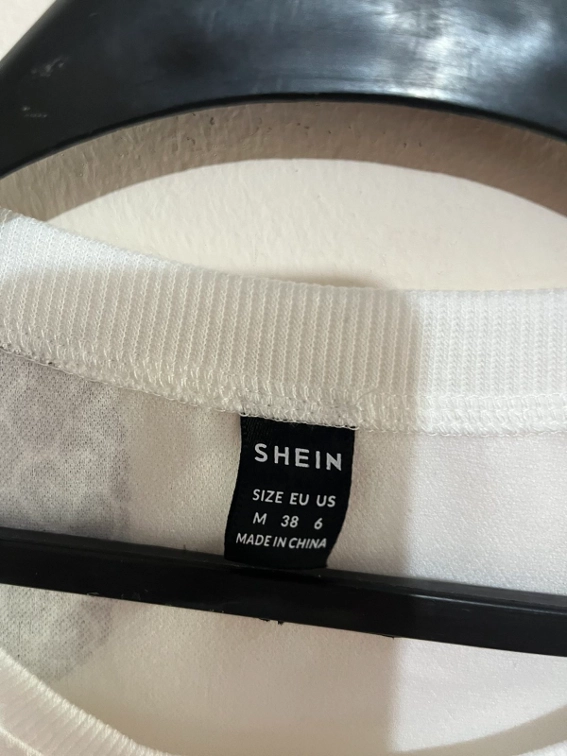 SHEIN
SIZE EU US
M 38 6
MADE IN CHINA